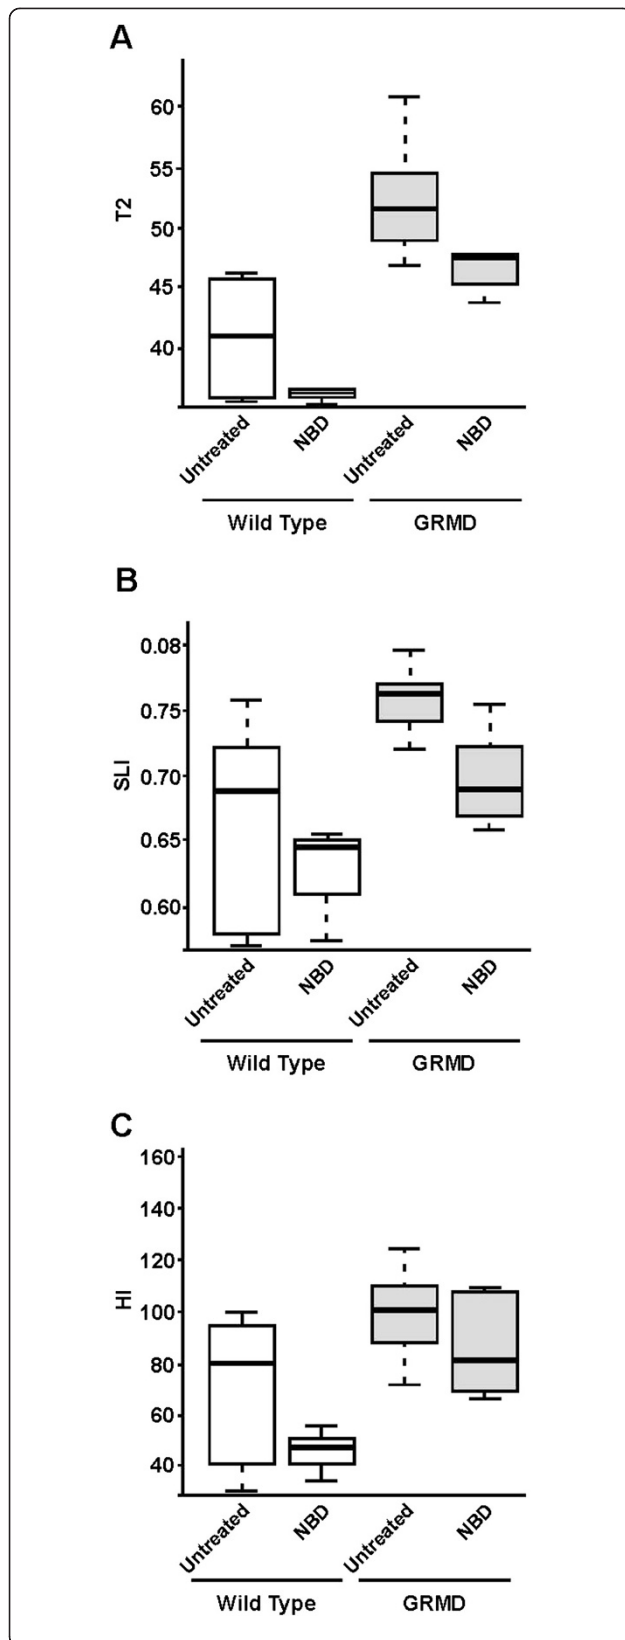 A
60
55
50
45
40
T2
Untreated
NBD
Untreated
NBD
Wild Type
GRMD
B
0.08
0.75
0.70
0.65
0.60
SLI
Untreated
NBD
Untreated
NBD
Wild Type
GRMD
C
160
140
120
100
80
60
40
HI
Untreated
NBD
Untreated
NBD
Wild Type
GRMD